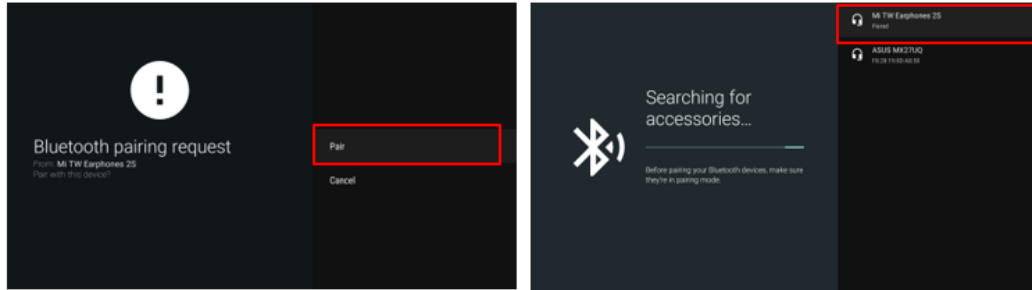 Bluetooth pairing request
From: Mi TW Earphones 2S
Pair with this device?
Pair
Cancel
Searching for
accessories...
Before pairing your Bluetooth devices, make sure
they're in pairing mode.
Mi TW Earphones 2S
Paired
ASUS MX27UQ